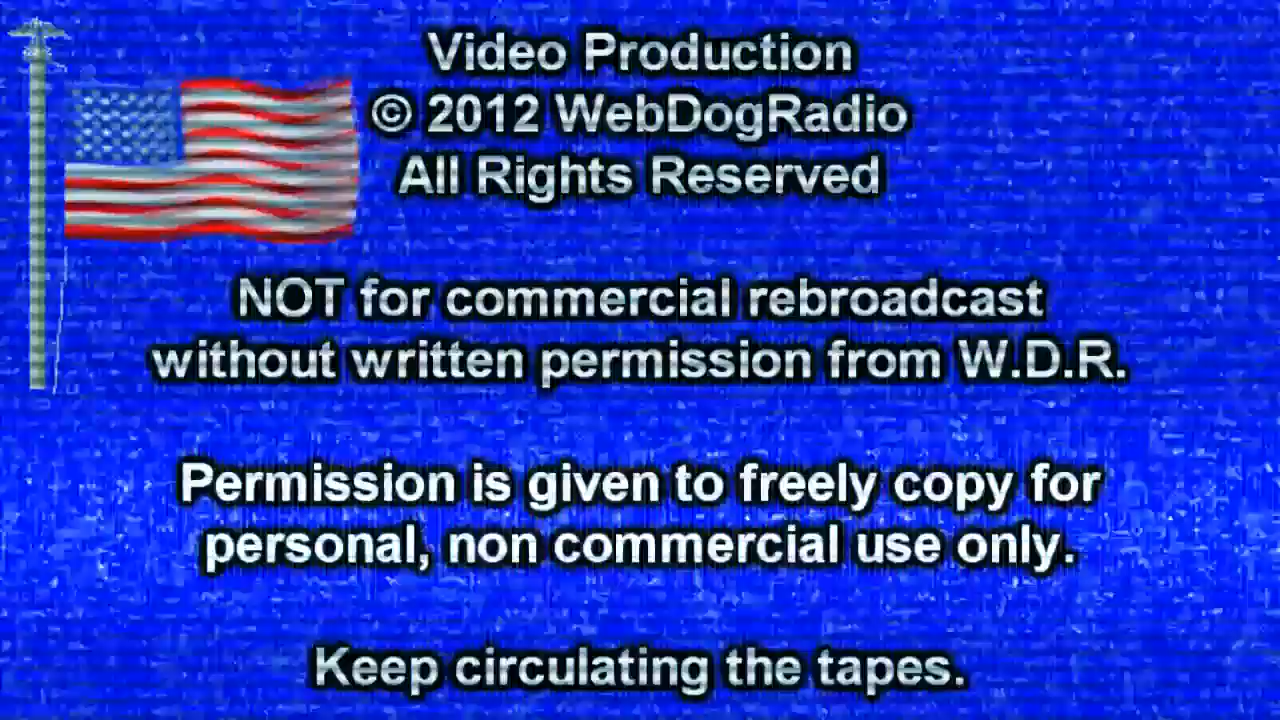 Video Production
© 2012 WebDogRadio
All Rights Reserved
NOT for commercial rebroadcast
without written permission from W.D.R.
Permission is given to freely copy for
personal, non commercial use only.
Keep circulating the tapes.